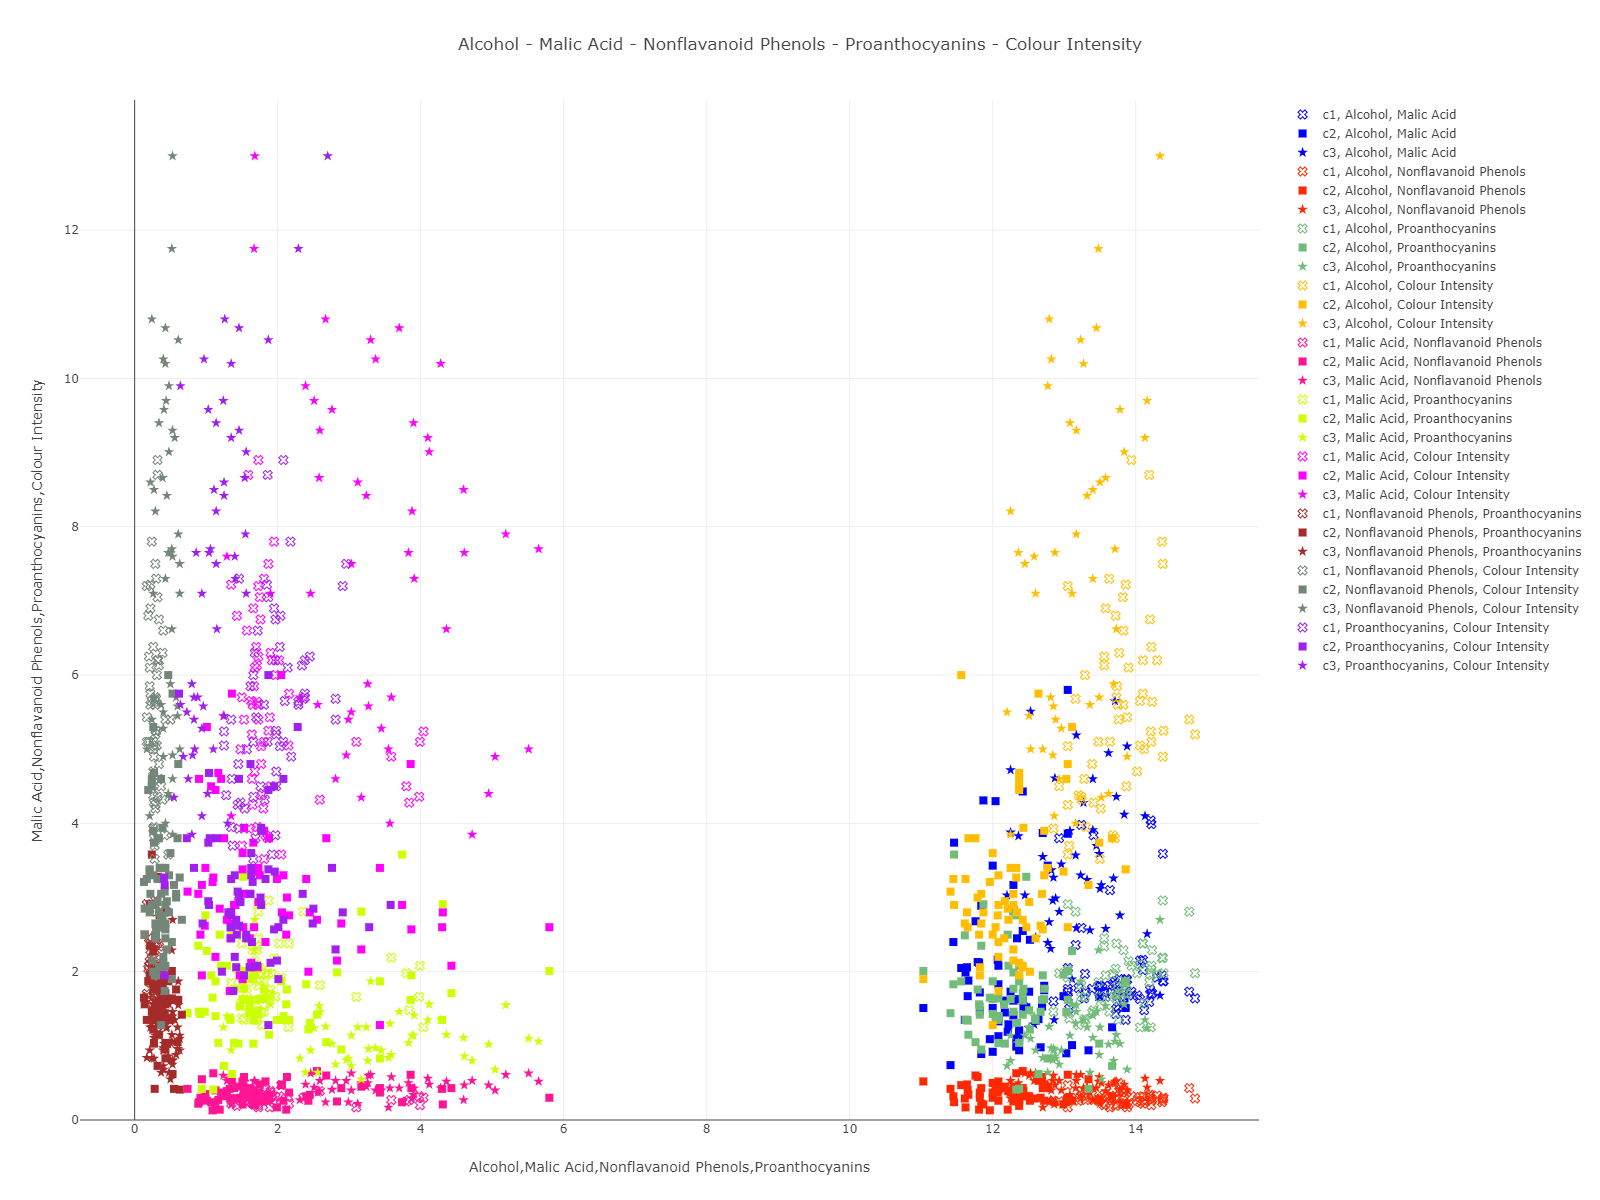 Alcohol - Malic Acid - Nonflavanoid Phenols - Proanthocyanins - Colour Intensity
Malic Acid,Nonflavanoid Phenols,Proanthocyanins,Colour Intensity
12
10
8
6
4
2
0
0
2
4
6
8
10
12
14
Alcohol,Malic Acid,Nonflavanoid Phenols,Proanthocyanins
c1, Alcohol, Malic Acid
c2, Alcohol, Malic Acid
c3, Alcohol, Malic Acid
c1, Alcohol, Nonflavanoid Phenols
c2, Alcohol, Nonflavanoid Phenols
c3, Alcohol, Nonflavanoid Phenols
c1, Alcohol, Proanthocyanins
c2, Alcohol, Proanthocyanins
c3, Alcohol, Proanthocyanins
c1, Alcohol, Colour Intensity
c2, Alcohol, Colour Intensity
c3, Alcohol, Colour Intensity
c1, Malic Acid, Nonflavanoid Phenols
c2, Malic Acid, Nonflavanoid Phenols
c3, Malic Acid, Nonflavanoid Phenols
c1, Malic Acid, Proanthocyanins
c2, Malic Acid, Proanthocyanins
c3, Malic Acid, Proanthocyanins
c1, Malic Acid, Colour Intensity
c2, Malic Acid, Colour Intensity
c3, Malic Acid, Colour Intensity
c1, Nonflavanoid Phenols, Proanthocyanins
c2, Nonflavanoid Phenols, Proanthocyanins
c3, Nonflavanoid Phenols, Proanthocyanins
c1, Nonflavanoid Phenols, Colour Intensity
c2, Nonflavanoid Phenols, Colour Intensity
c3, Nonflavanoid Phenols, Colour Intensity
c1, Proanthocyanins, Colour Intensity
c2, Proanthocyanins, Colour Intensity
c3, Proanthocyanins, Colour Intensity